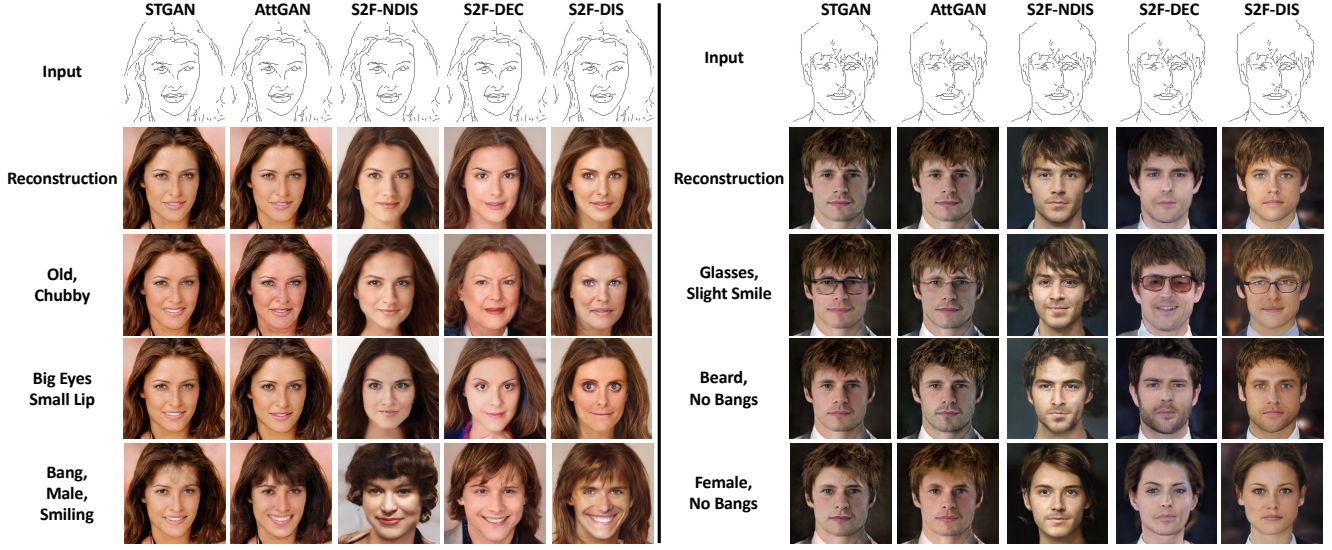 STGAN AttGAN S2F-NDIS S2F-DEC S2F-DIS
Input
Reconstruction
Old,
Chubby
Big Eyes
Small Lip
Bang,
Male,
Smiling
STGAN AttGAN S2F-NDIS S2F-DEC S2F-DIS
Input
Reconstruction
Glasses,
Slight Smile
Beard,
No Bangs
Female,
No Bangs